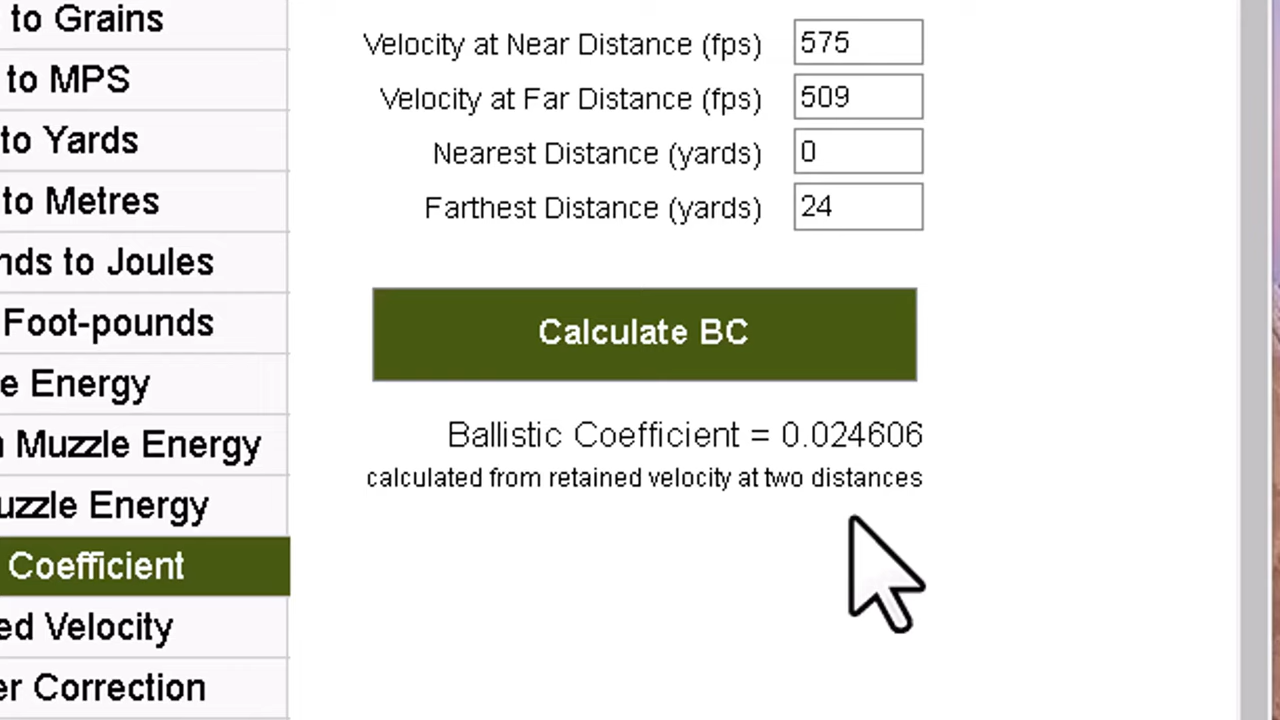 to Grains
to MPS
to Yards
to Metres
nds to Joules
Foot-pounds
e Energy
Muzzle Energy
uzzle Energy
Coefficient
ed Velocity
er Correction
Velocity at Near Distance (fps) 575
Velocity at Far Distance (fps) 509
Nearest Distance (yards) 0
Farthest Distance (yards) 24
Calculate BC
Ballistic Coefficient = 0.024606
calculated from retained velocity at two distances